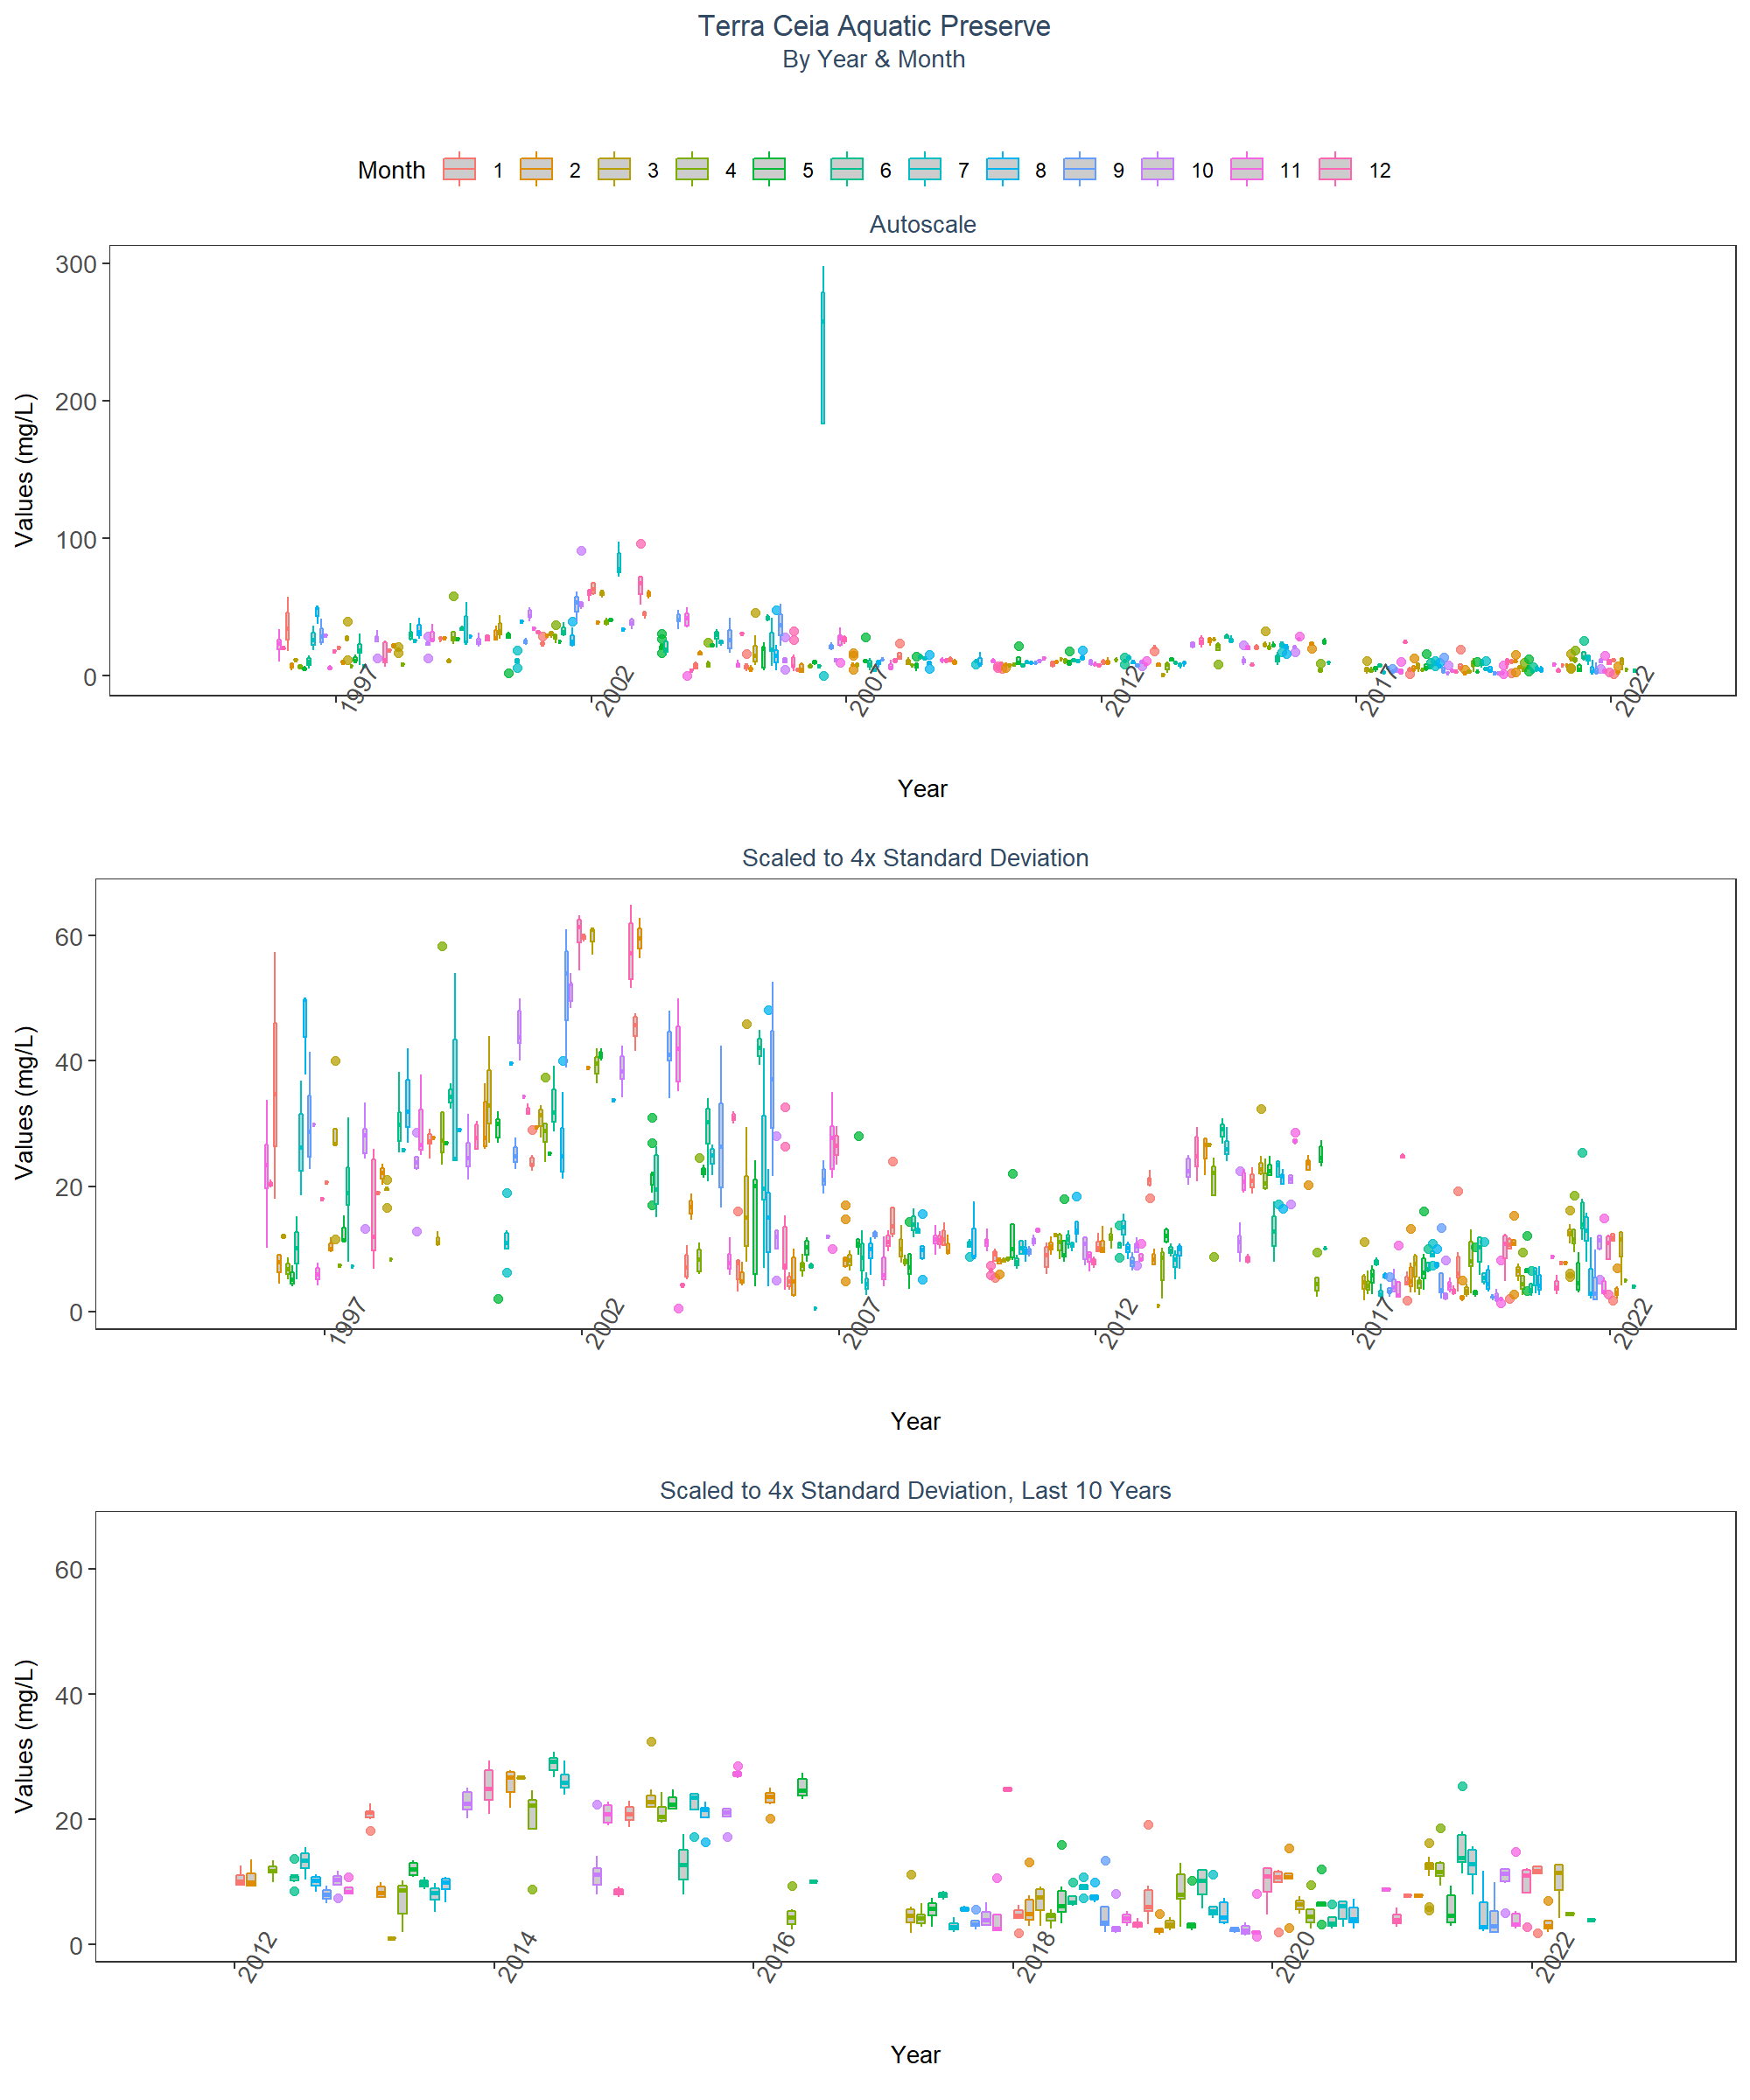 Terra Ceia Aquatic Preserve
By Year & Month
Month 1 2 3 4 5 6 7 8 9 10 11 12
Autoscale
Values (mg/L)
300
200
100
0
1997 2002 2007 2012 2017 2022
Year
Scaled to 4x Standard Deviation
Values (mg/L)
60
40
20
0
1997 2002 2007 2012 2017 2022
Year
Scaled to 4x Standard Deviation, Last 10 Years
Values (mg/L)
60
40
20
0
2012 2014 2016 2018 2020 2022
Year